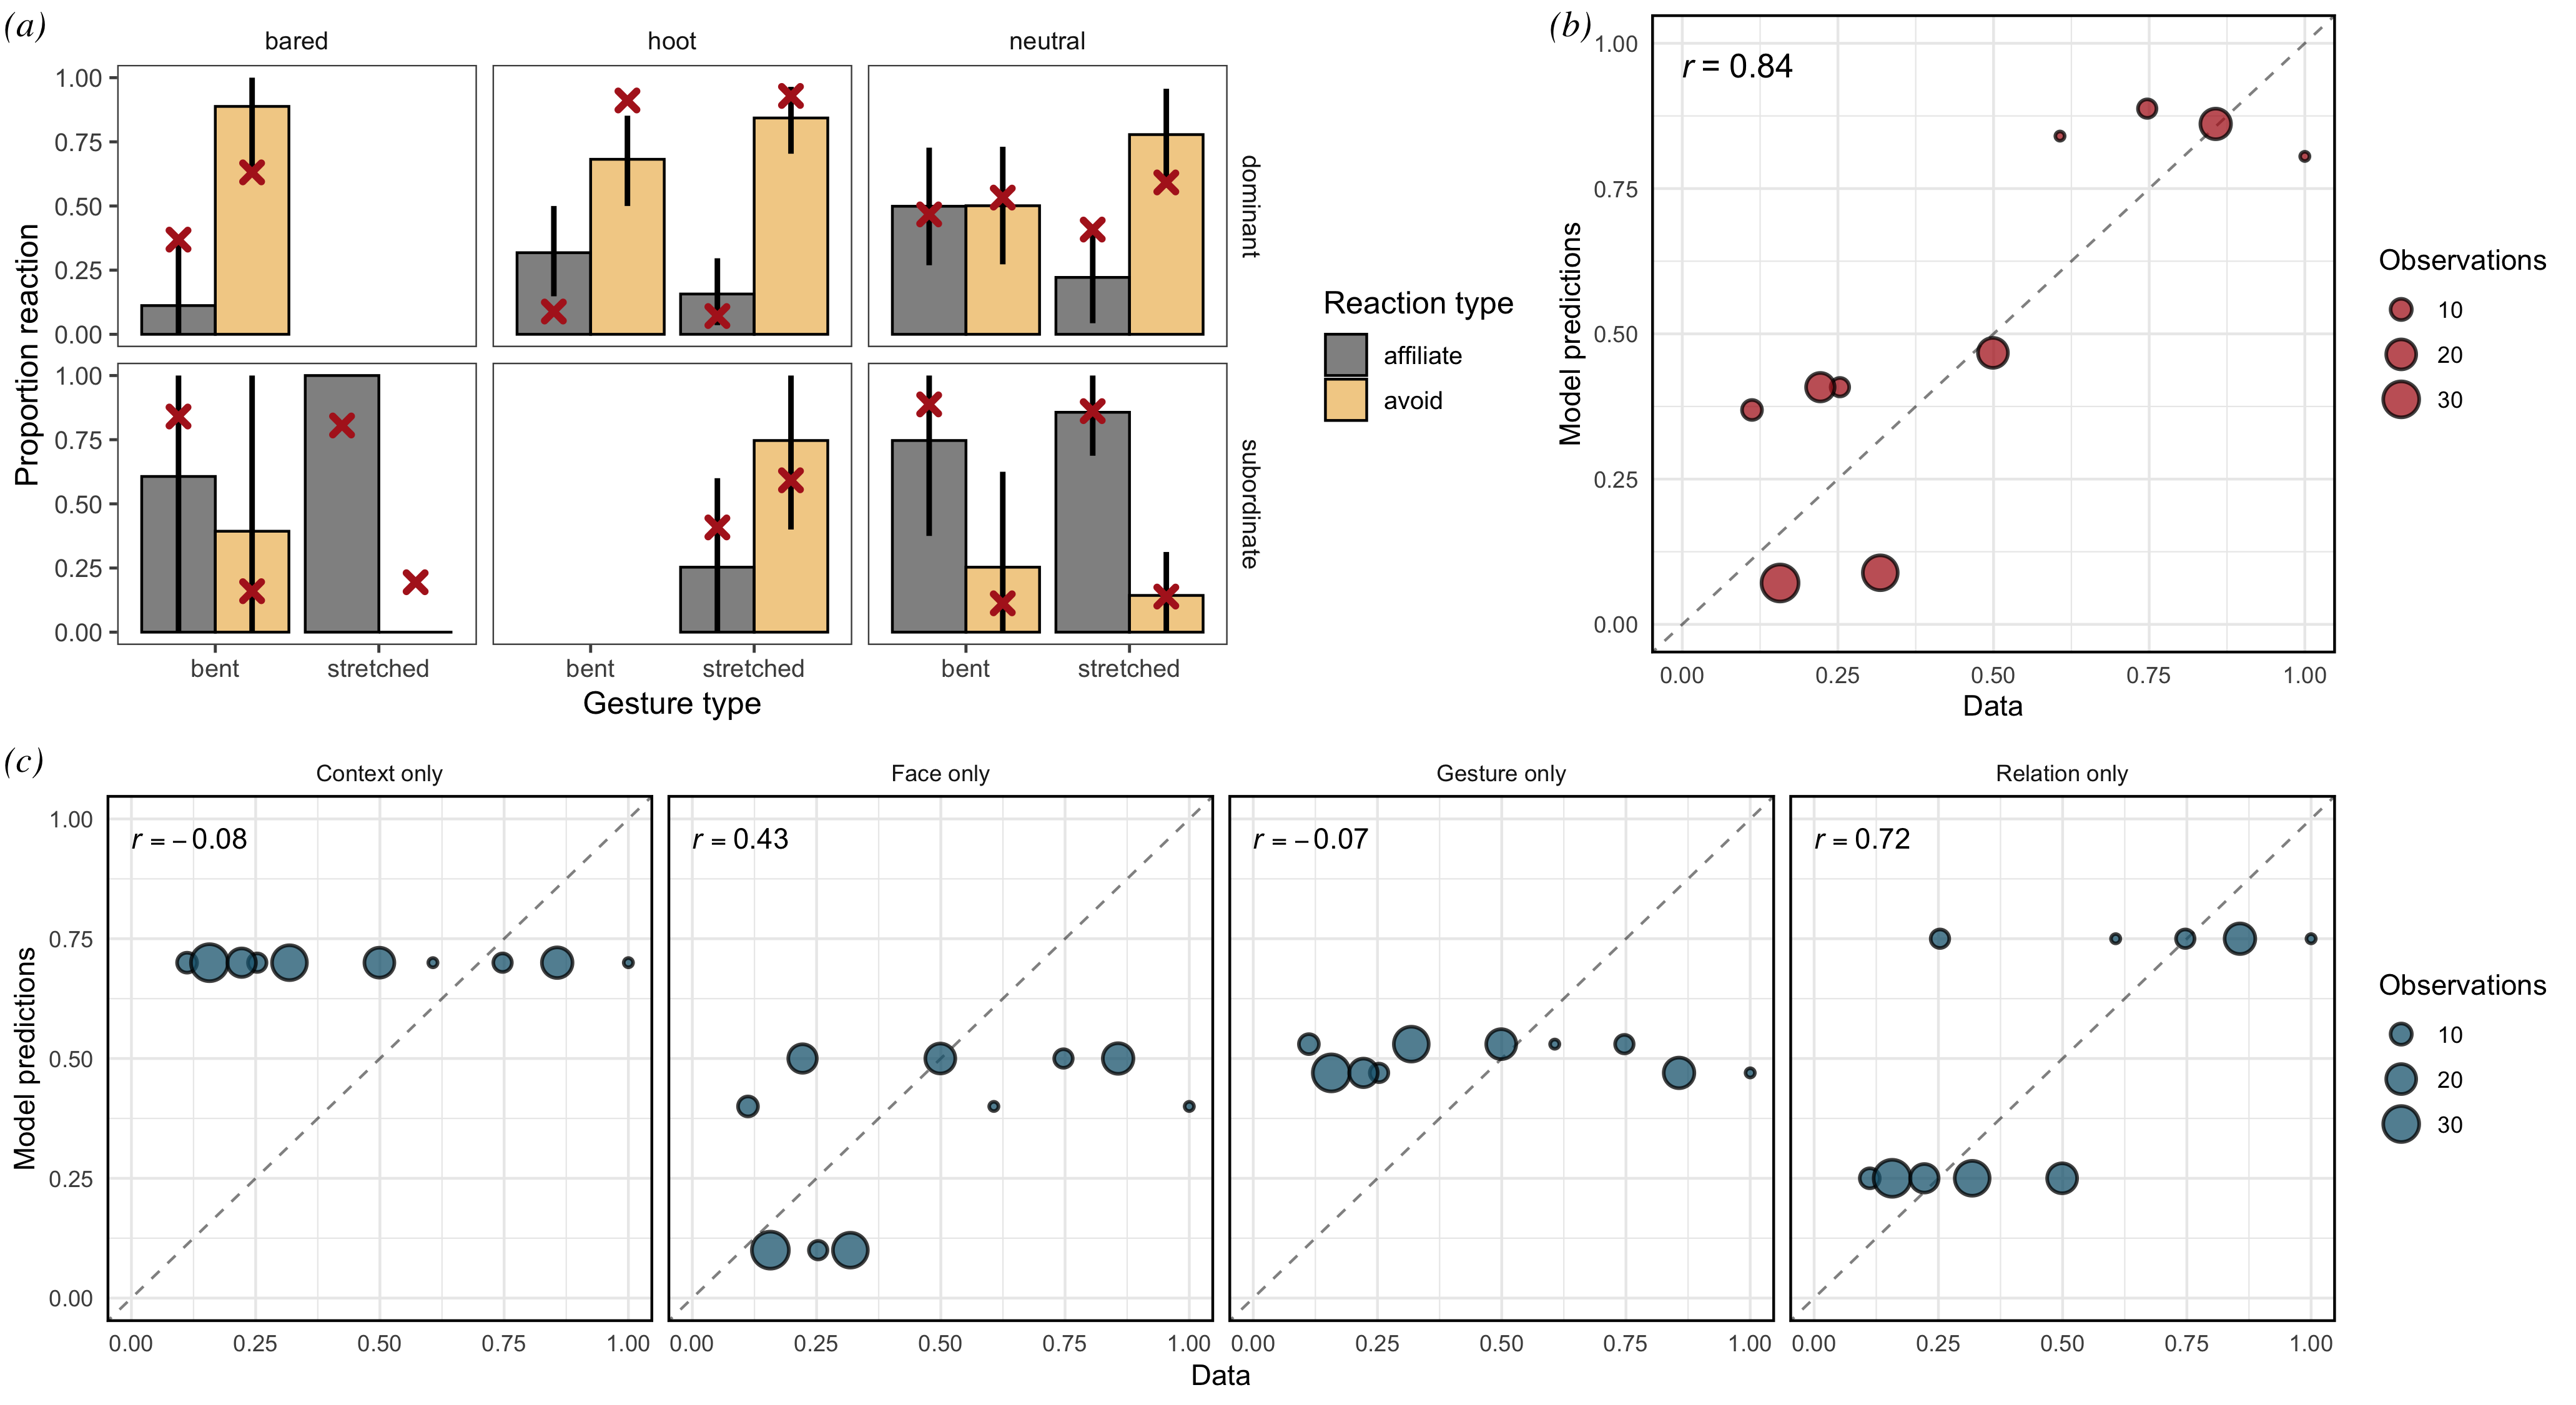 (a)
bared hoot neutral
Proportion reaction
1.00
0.75
0.50
0.25
0.00
dominant
1.00
0.75
0.50
0.25
0.00
subordinate
bent stretched bent stretched bent stretched
Gesture type
Reaction type
affiliate
avoid
(b)
r = 0.84
Model predictions
1.00
0.75
0.50
0.25
0.00
0.00 0.25 0.50 0.75 1.00
Data
Observations
10
20
30
(c)
Context only Face only Gesture only Relation only
r = −0.08 r = 0.43 r = −0.07 r = 0.72
Model predictions
1.00
0.75
0.50
0.25
0.00
0.00 0.25 0.50 0.75 1.00 0.00 0.25 0.50 0.75 1.00 0.00 0.25 0.50 0.75 1.00 0.00 0.25 0.50 0.75 1.00
Data
Observations
10
20
30